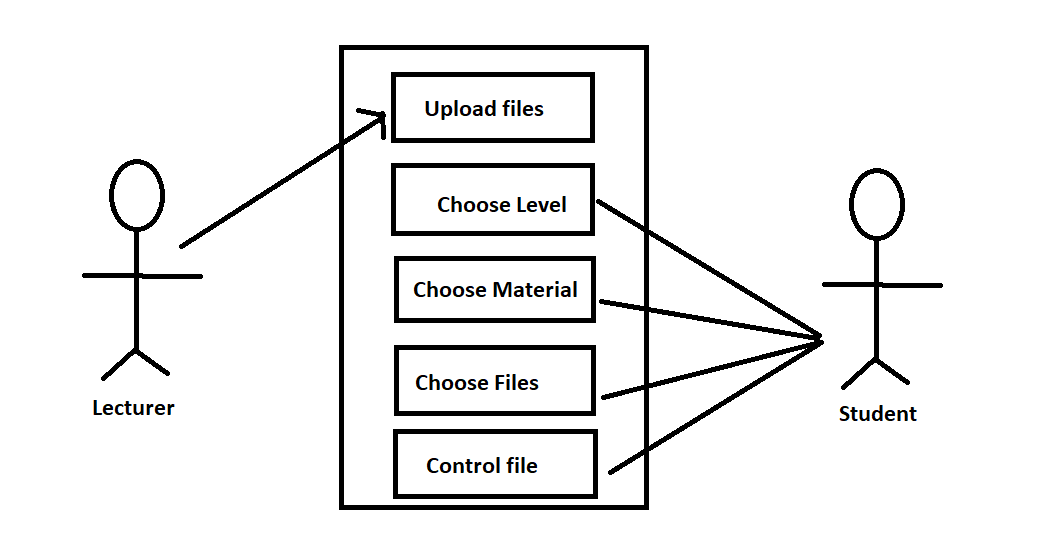 Upload files
Choose Level
Choose Material
Choose Files
Control file
Lecturer
Student